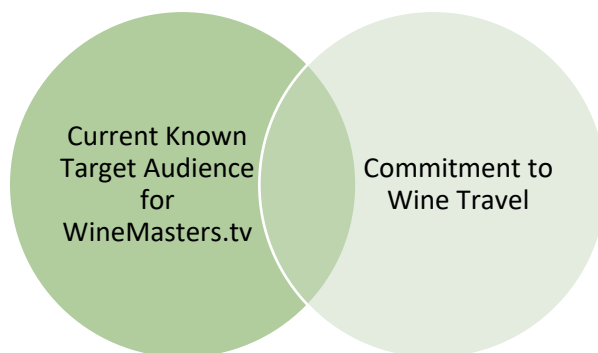 Current Known
Target Audience
for
WineMasters.tv
Commitment to
Wine Travel